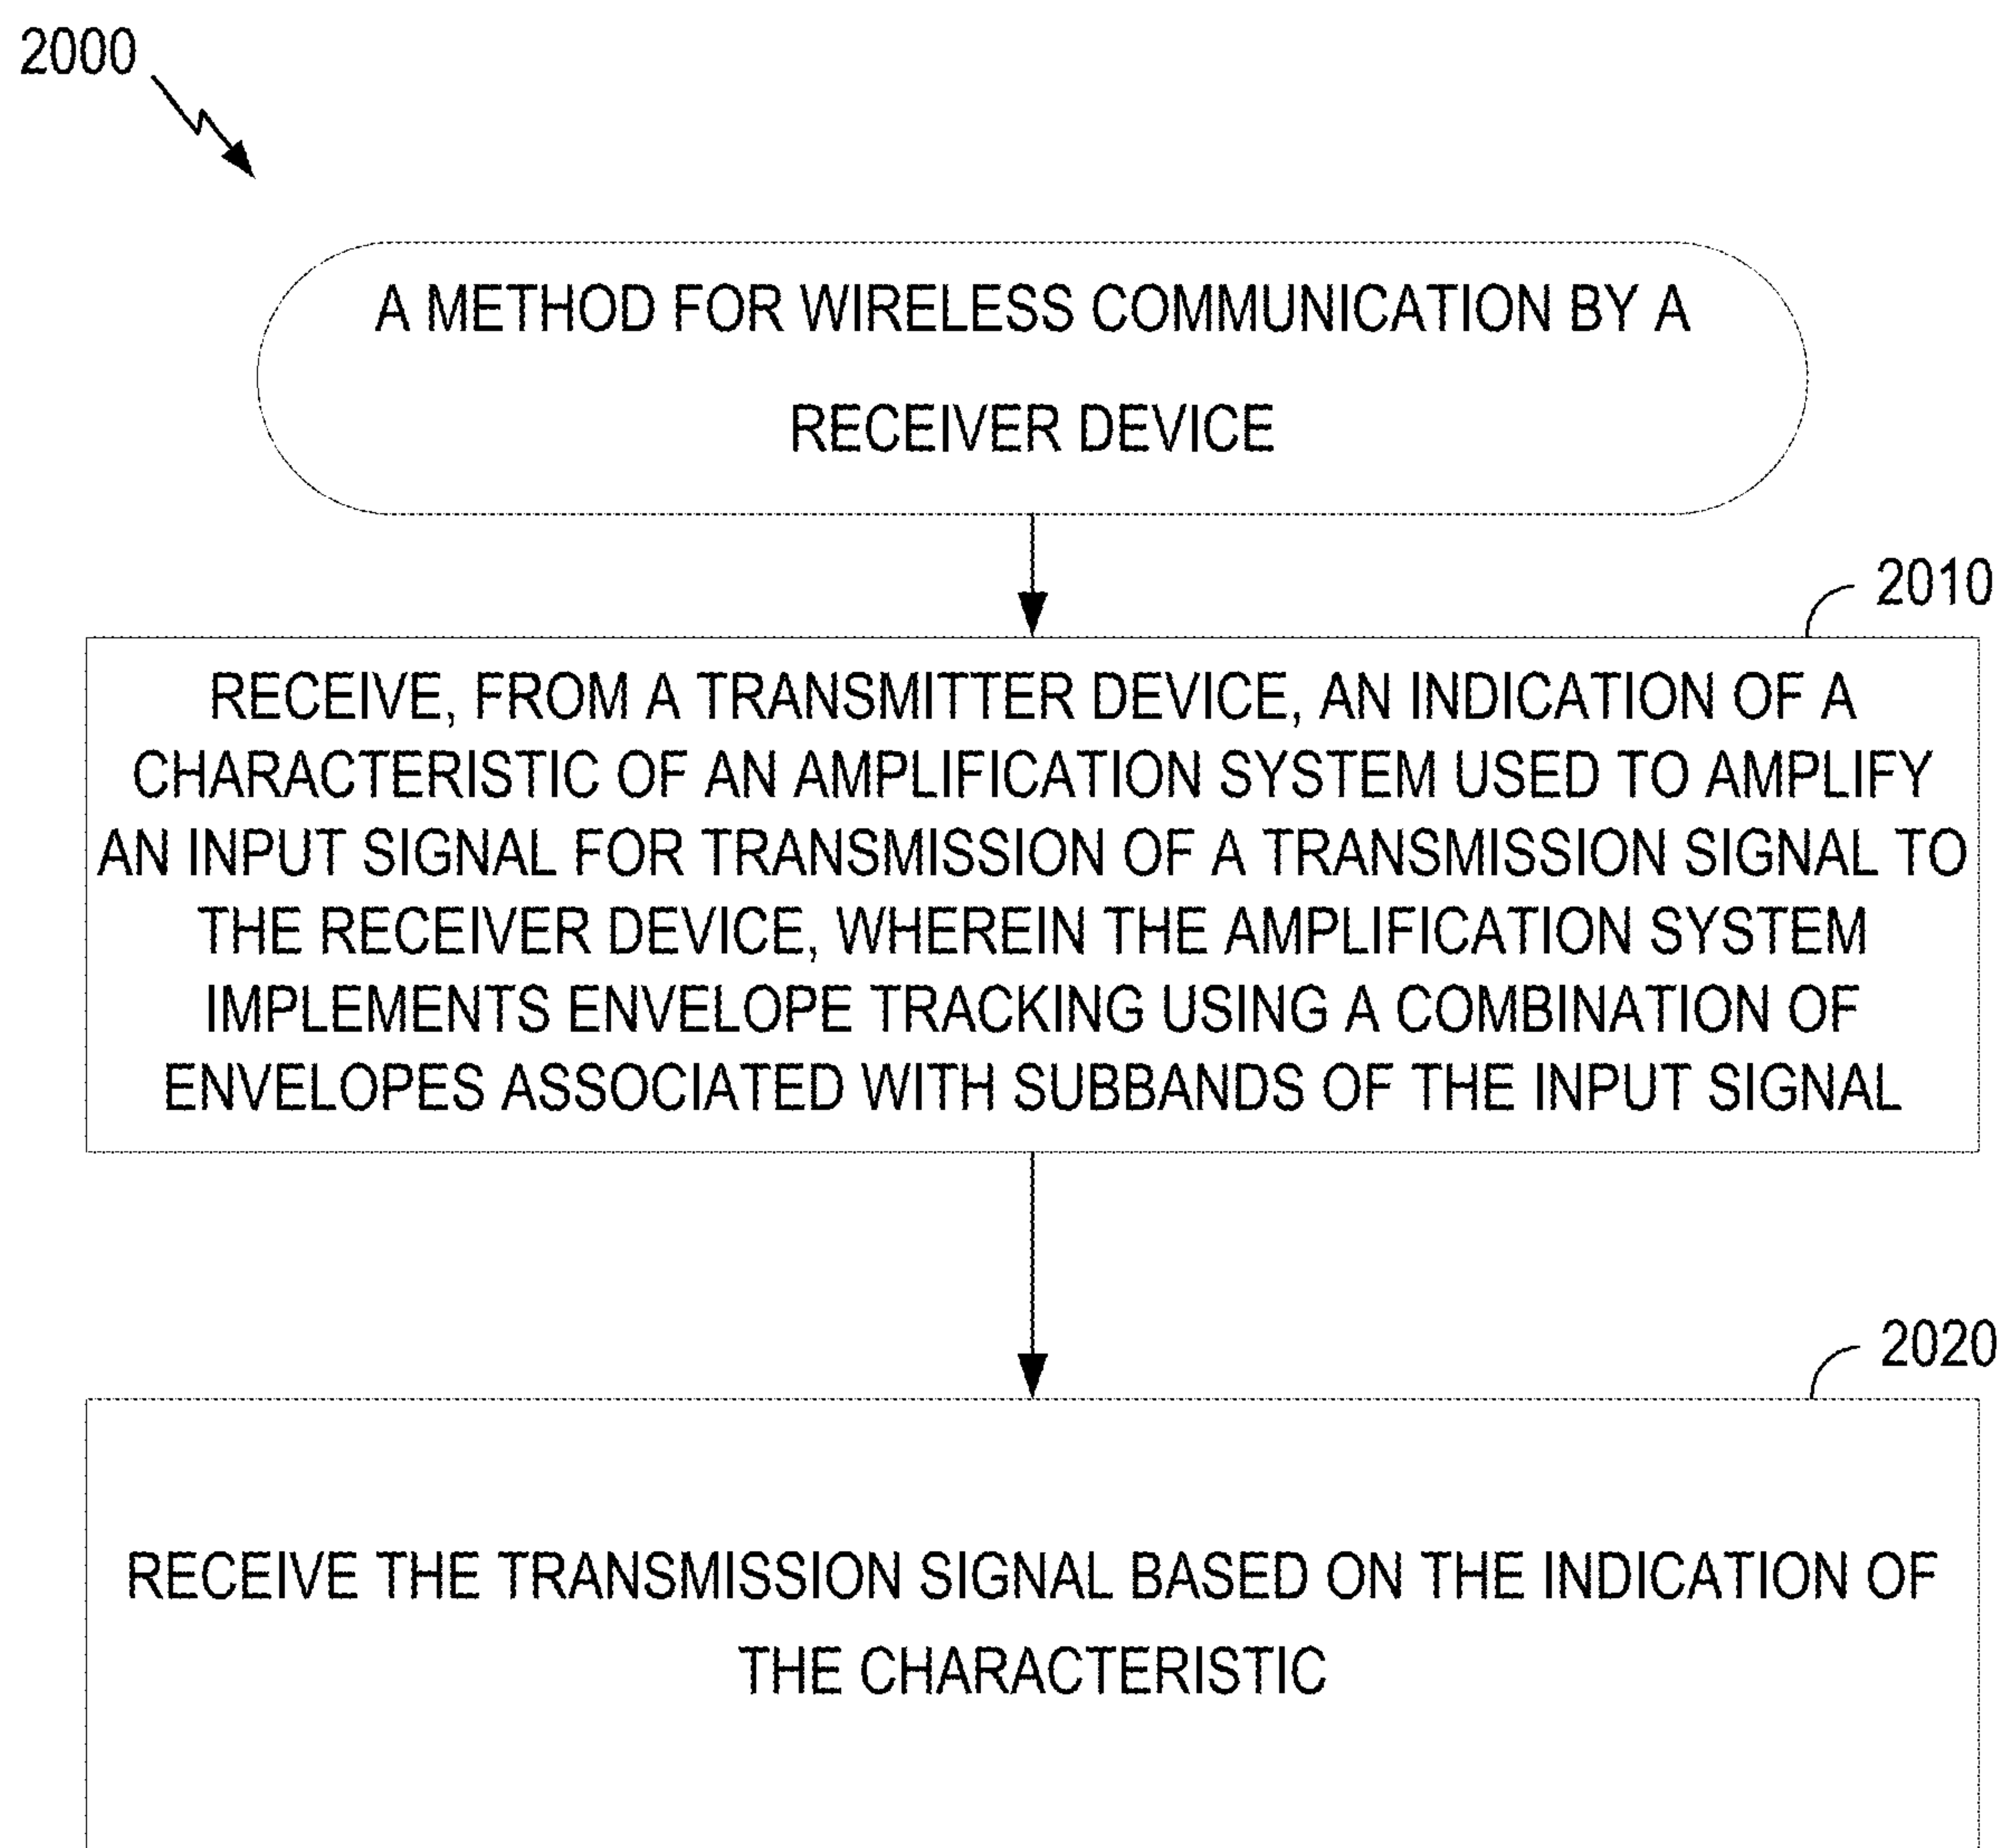 2000
A METHOD FOR WIRELESS COMMUNICATION BY A
RECEIVER DEVICE
2010
RECEIVE, FROM A TRANSMITTER DEVICE, AN INDICATION OF A
CHARACTERISTIC OF AN AMPLIFICATION SYSTEM USED TO AMPLIFY
AN INPUT SIGNAL FOR TRANSMISSION OF A TRANSMISSION SIGNAL TO
THE RECEIVER DEVICE, WHEREIN THE AMPLIFICATION SYSTEM
IMPLEMENTS ENVELOPE TRACKING USING A COMBINATION OF
ENVELOPES ASSOCIATED WITH SUBBANDS OF THE INPUT SIGNAL
2020
RECEIVE THE TRANSMISSION SIGNAL BASED ON THE INDICATION OF
THE CHARACTERISTIC